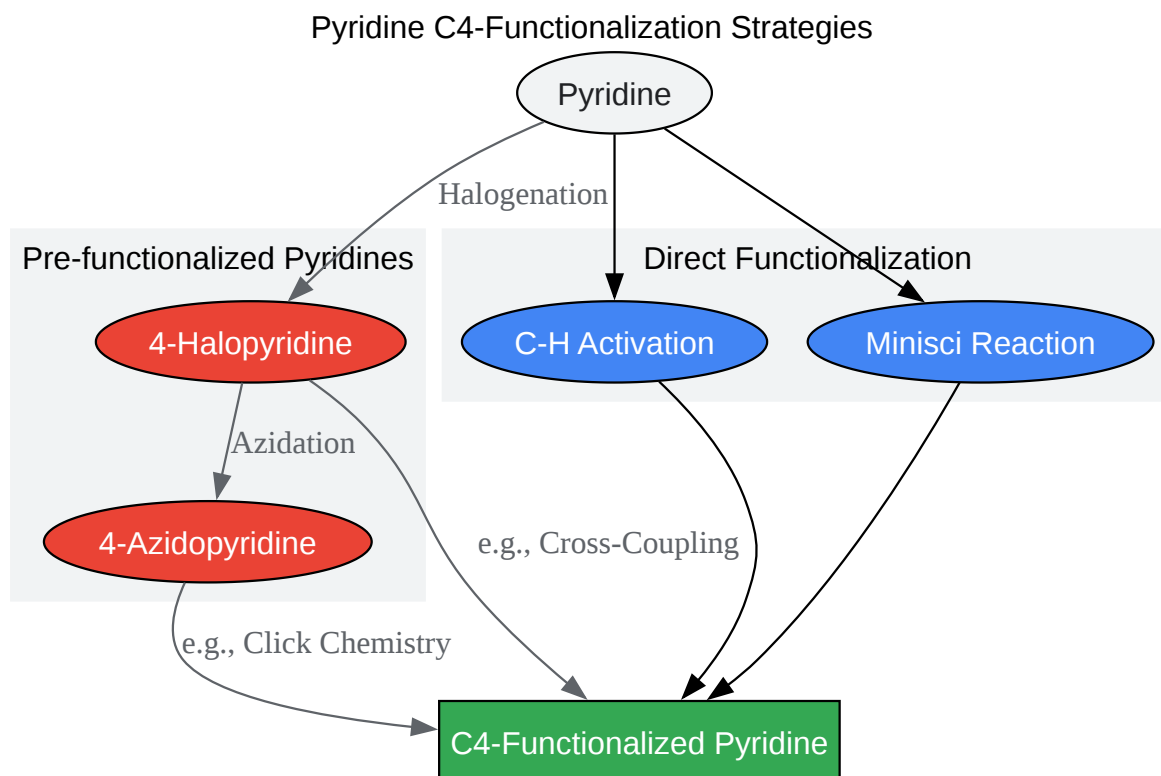 Pyridine C4-Functionalization Strategies
Pyridine
Halogenation
Pre-functionalized Pyridines
Direct Functionalization
4-Halopyridine
C-H Activation
Minisci Reaction
Azidation
4-Azidopyridine
e.g., Cross-Coupling
e.g., Click Chemistry
C4-Functionalized Pyridine